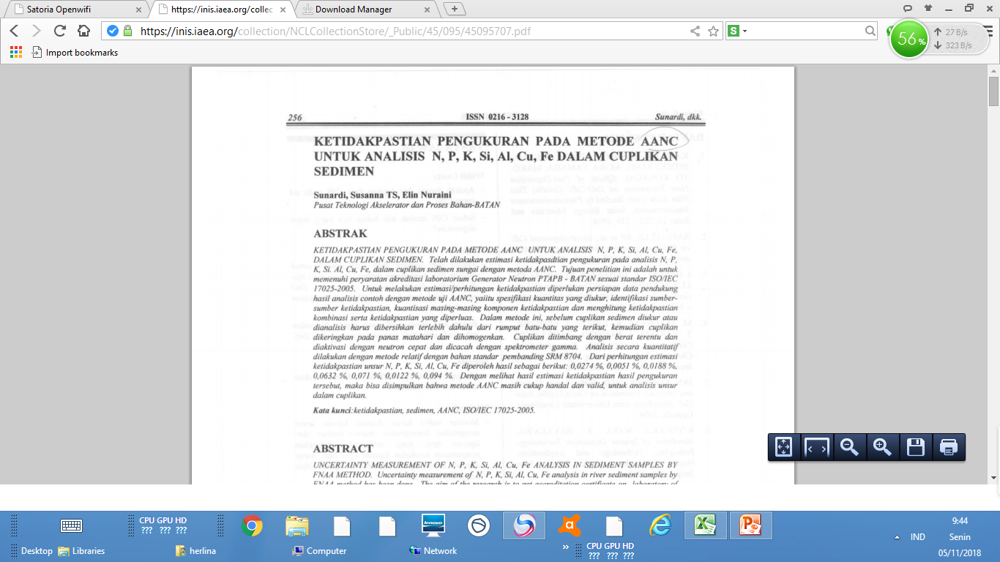 Satoria Openwifi
https://inis.iaea.org/collec
Download Manager
https://inis.iaea.org/collection/NCLCollectionStore/_Public/45/095/45095707.pdf
S
56%
27 B/s
323 B/s
Import bookmarks
256 ISSN 0216 - 3128 Sunardi, dkk.
KETIDAKPASTIAN PENGUKURAN PADA METODE AANC
UNTUK ANALISIS N, P, K, Si, Al, Cu, Fe DALAM CUPLIKAN
SEDIMEN
Sunardi, Susanna TS, Elin Nuraini
Pusat Teknologi Akselerator dan Proses Bahan-BATAN
ABSTRAK
KETIDAKPASTIAN PENGUKURAN PADA METODE AANC UNTUK ANALISIS N, P, K, Si, Al, Cu, Fe,
DALAM CUPLIKAN SEDIMEN. Telah dilakukan estimasi ketidakpasdtian pengukuran pada analisis N, P,
K, Si. Al, Cu, Fe, dalam cuplikan sedimen sungai dengan metoda AANC. Tujuan penelitian ini adalah untuk
memenuhi peryaratan akreditasi laboratorium Generator Neutron PTAPB - BATAN sesuai standar ISO/IEC
17025-2005. Untuk melakukan estimasi/perhitungan ketidakpastian diperlukan persiapan data pendukung
hasil analisis contoh dengan metode uji AANC, yaiitu spesifikasi kuantitas yang diukur, identifikasi sumber-
sumber ketidakpastian, kuantisasi masing-masing komponen ketidakpastian dan menghitung ketidakpastian
kombinasi serta ketidakpastian yang diperluas. Dalam metode ini, sebelum cuplikan sedimen diukur atau
dianalisis harus dibersihkan terlebih dahulu dari rumput batu-batu yang terikut, kemudian cuplikan
dikeringkan pada panas matahari dan dihomogenkan. Cuplikan ditimbang dengan berat terentu dan
diaktivasi dengan neutron cepat dan dicacah dengan spektrometer gamma. Analisis secara kuantitatif
dilakukan dengan metode relatif dengan bahan standar pembanding SRM 8704. Dari perhitungan estimasi
ketidakpastian unsur N, P, K, Si, Al, Cu, Fe diperoleh hasil sebagai berikut: 0,0274 %, 0,0051 %, 0,0188 %,
0,0632 %, 0,071 %, 0,0122 %, 0,094 %. Dengan melihat hasil estimasi ketidakpastian hasil pengukuran
tersebut, maka bisa disimpulkan bahwa metode AANC masih cukup handal dan valid, untuk analisis unsur
dalam cuplikan.
Kata kunci:ketidakpastian, sedimen, AANC, ISO/IEC 17025-2005.
ABSTRACT
UNCERTAINTY MEASUREMENT OF N, P, K, Si, Al, Cu, Fe ANALYSIS IN SEDIMENT SAMPLES BY
FNAA METHOD. Uncertainty measurement of N, P, K, Si, Al, Cu, Fe analysis in river sediment samples by
FNAA method has been done. The aim of the research is to get accreditation certificate on laboratory of
CPU GPU HD
??? ??? ???
lenovo
9:44
IND
Senin
05/11/2018
Desktop
Libraries
herlina
Computer
Network
»
CPU GPU HD
??? ??? ???